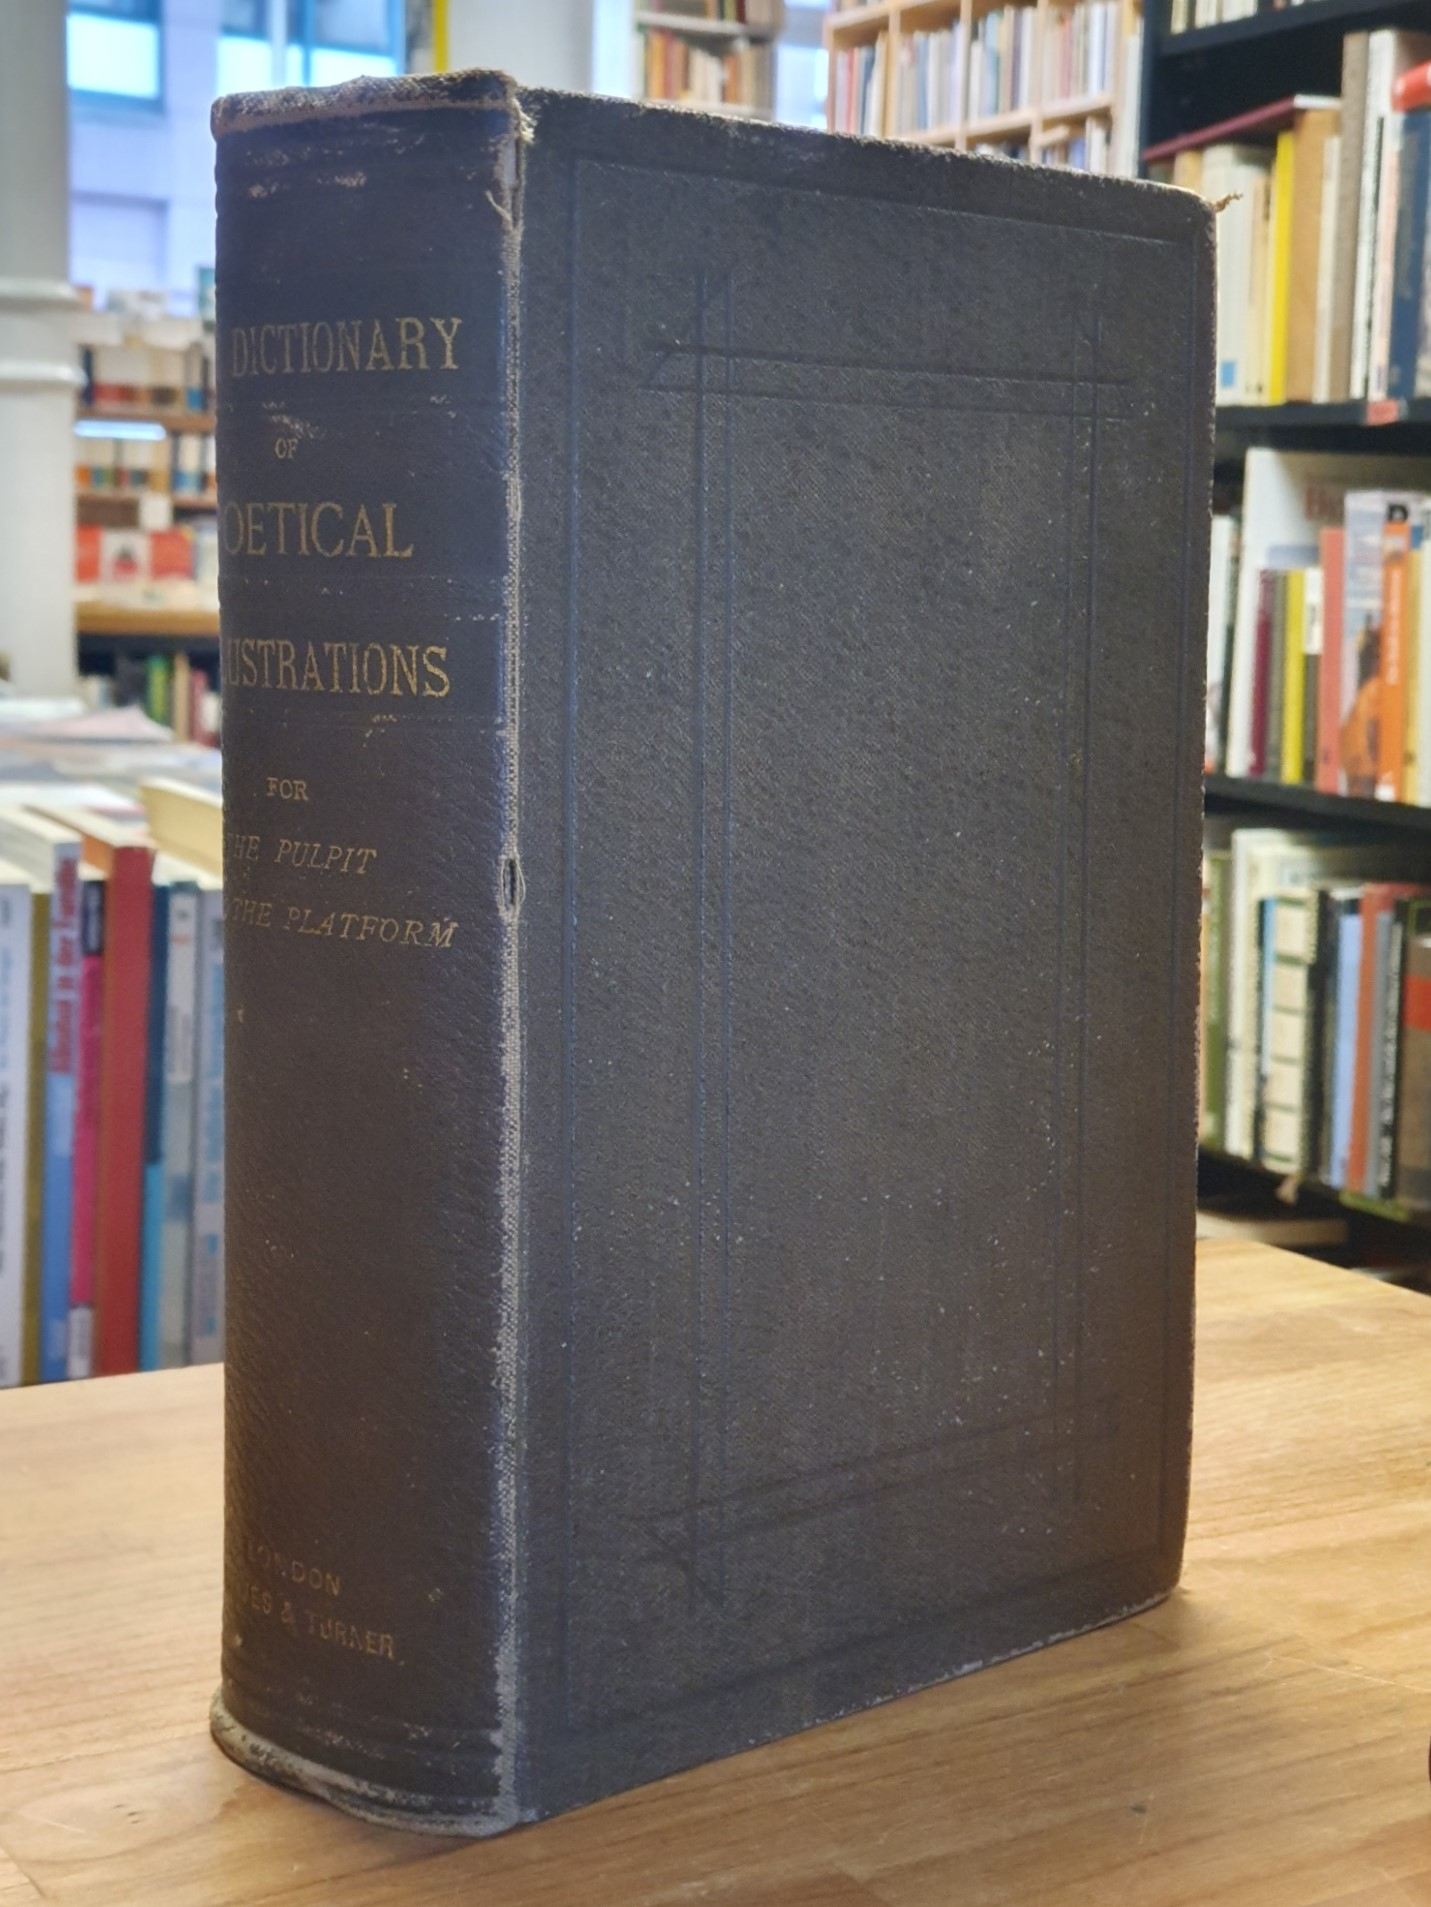 DICTIONARY
OF
OETICAL
USTRATIONS
FOR
HE PULPIT
THE PLATFORM
LONDON
& TURNER